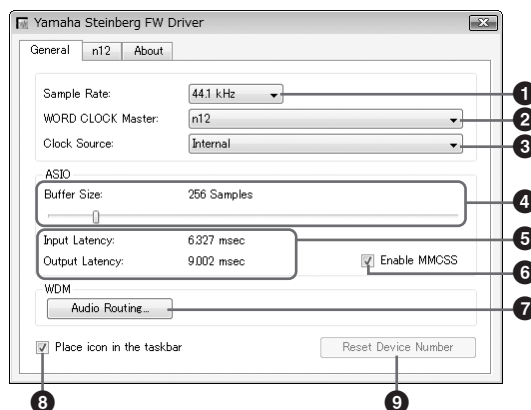 Yamaha Steinberg FW Driver
General n12 About
Sample Rate: 44.1 kHz 1
WORD CLOCK Master: n12 2
Clock Source: Internal 3
ASIO
Buffer Size: 256 Samples 4
Input Latency: 6.327 msec 5
Output Latency: 9.002 msec Enable MMCSS 6
WDM
Audio Routing... 7
Place icon in the taskbar Reset Device Number
8 9